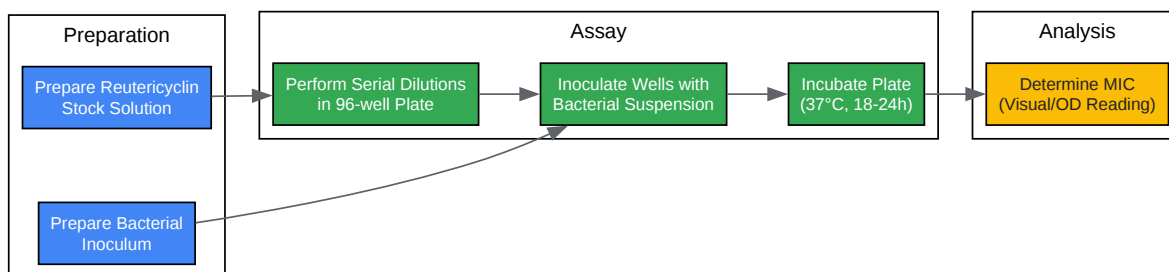 Preparation
Prepare Reutericyclin
Stock Solution
Prepare Bacterial
Inoculum
Assay
Perform Serial Dilutions
in 96-well Plate
Inoculate Wells with
Bacterial Suspension
Incubate Plate
(37°C, 18-24h)
Analysis
Determine MIC
(Visual/OD Reading)